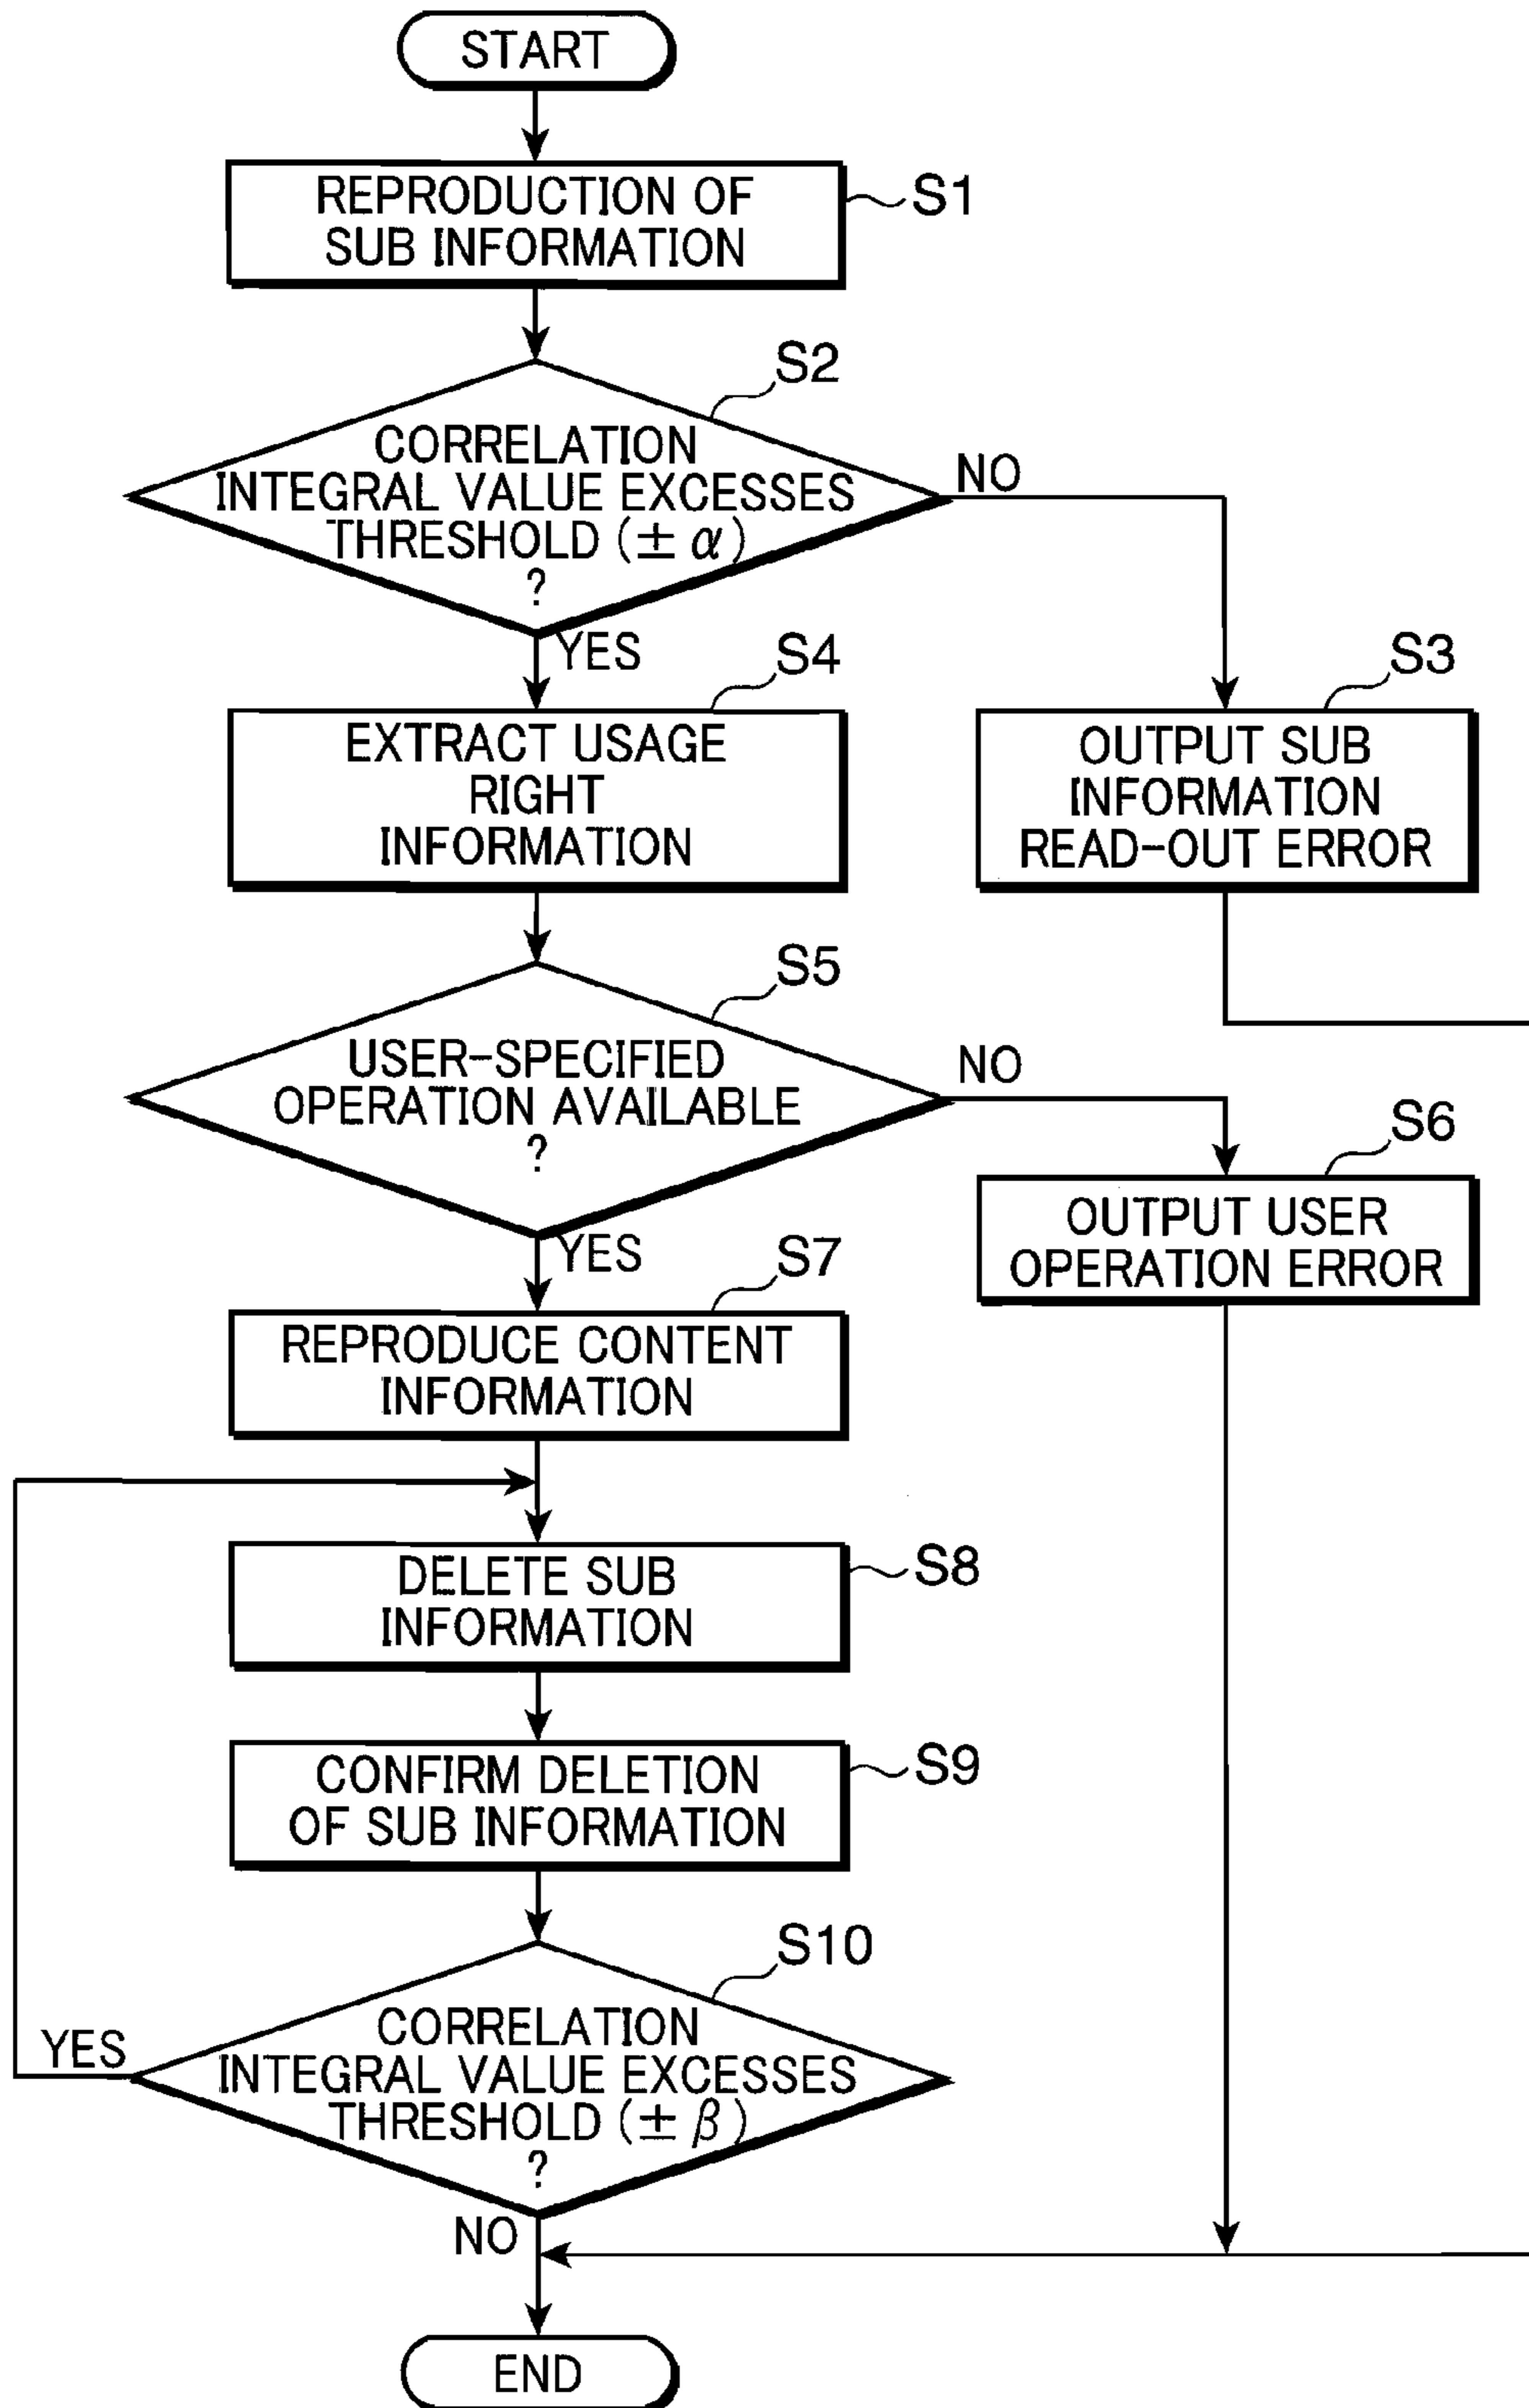 START
REPRODUCTION OF
SUB INFORMATION
S1
S2
CORRELATION
INTEGRAL VALUE EXCESSES
THRESHOLD (± α)
?
NO
YES
S4
EXTRACT USAGE
RIGHT
INFORMATION
S3
OUTPUT SUB
INFORMATION
READ-OUT ERROR
S5
USER-SPECIFIED
OPERATION AVAILABLE
?
NO
YES
S6
OUTPUT USER
OPERATION ERROR
S7
REPRODUCE CONTENT
INFORMATION
DELETE SUB
INFORMATION
S8
CONFIRM DELETION
OF SUB INFORMATION
S9
S10
CORRELATION
INTEGRAL VALUE EXCESSES
THRESHOLD (± β)
?
YES
NO
END